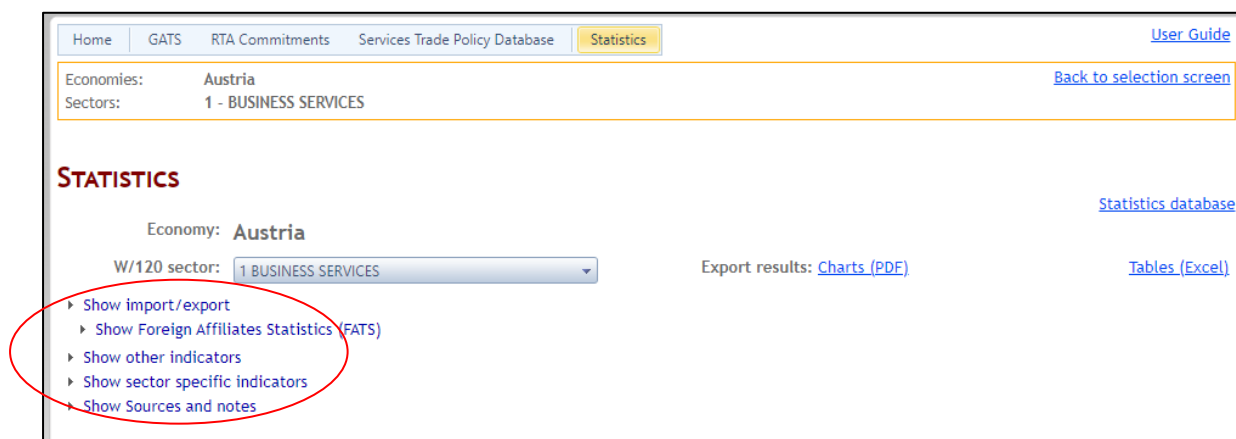 Home GATS RTA Commitments Services Trade Policy Database Statistics User Guide
Economies: Austria Back to selection screen
Sectors: 1 - BUSINESS SERVICES
STATISTICS
Statistics database
Economy: Austria
W/120 sector: 1 BUSINESS SERVICES Export results: Charts (PDF) Tables (Excel)
Show import/export
Show Foreign Affiliates Statistics (FATS)
Show other indicators
Show sector specific indicators
Show Sources and notes